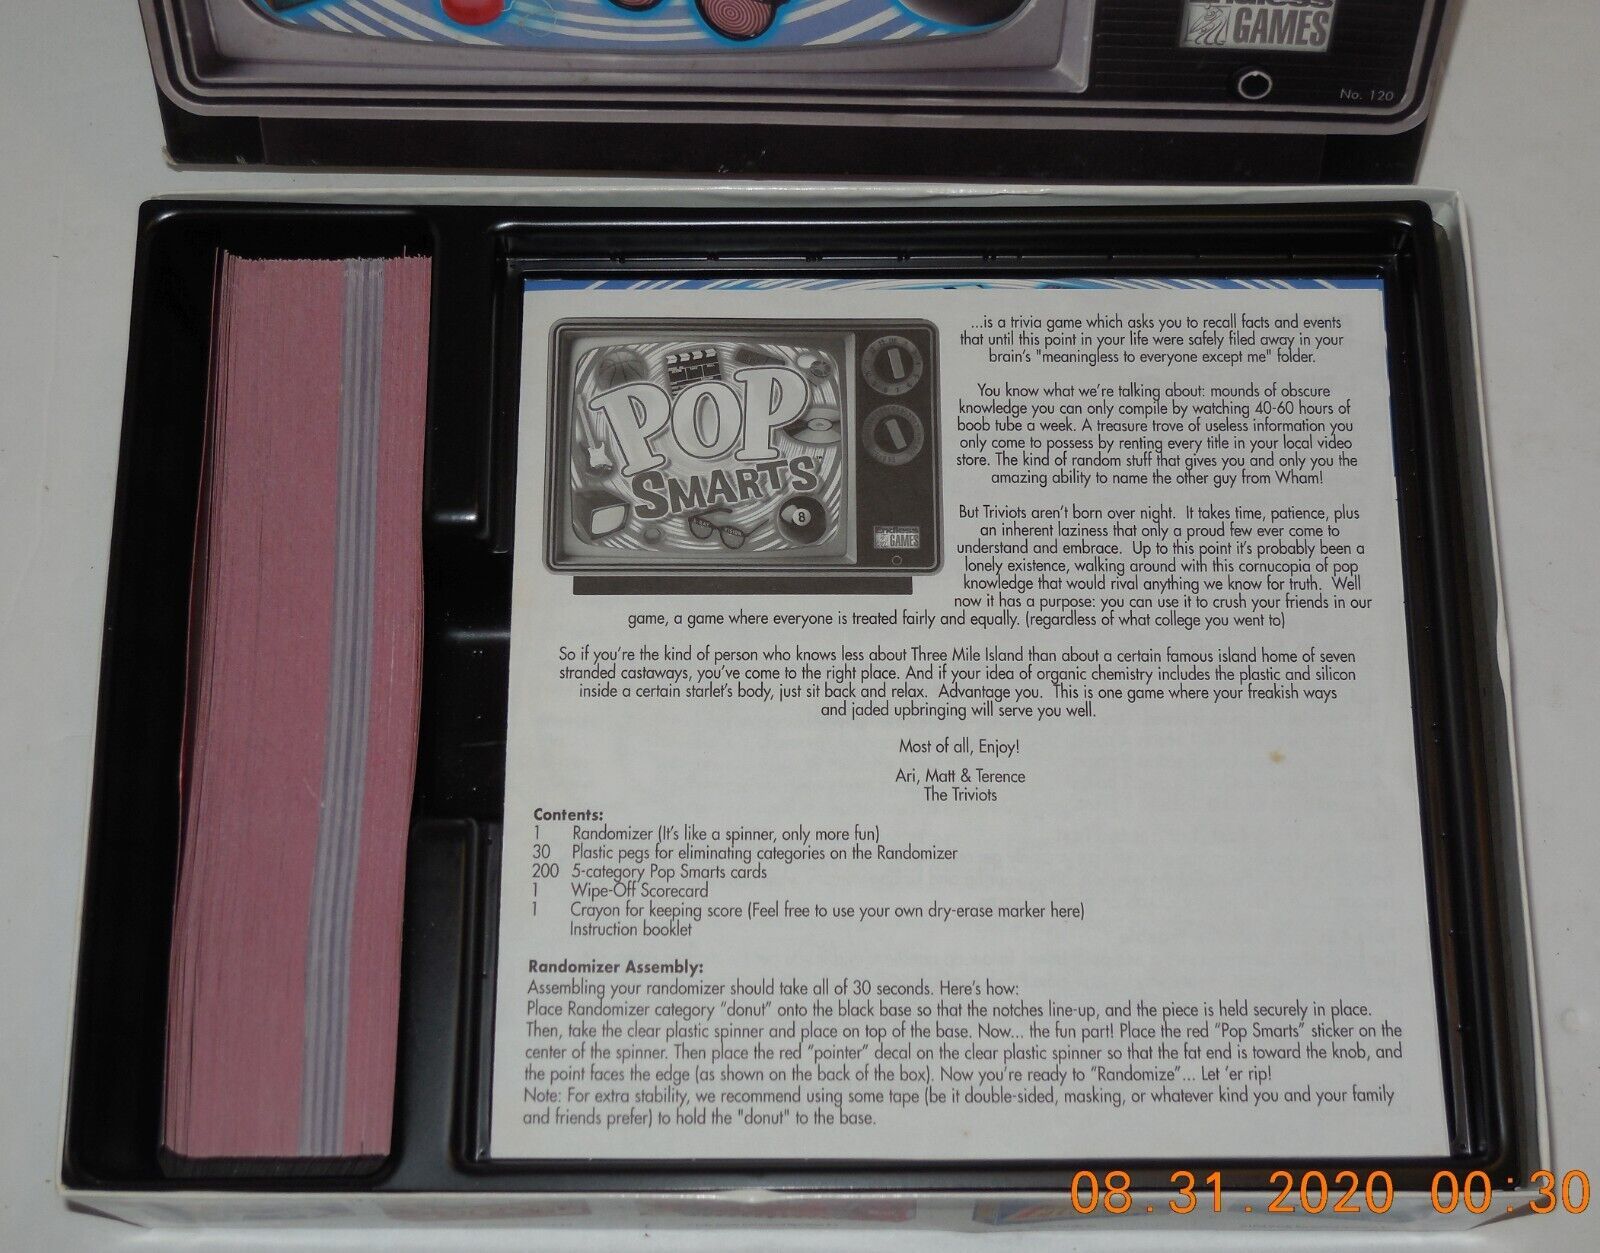 GAMES
No. 120
POP
SMARTS
8
GAMES
...is a trivia game which asks you to recall facts and events
that until this point in your life were safely filed away in your
brain's "meaningless to everyone except me" folder.
You know what we're talking about: mounds of obscure
knowledge you can only compile by watching 40-60 hours of
boob tube a week. A treasure trove of useless information you
only come to possess by renting every title in your local video
store. The kind of random stuff that gives you and only you the
amazing ability to name the other guy from Wham!
But Triviots aren't born over night. It takes time, patience, plus
an inherent laziness that only a proud few ever come to
understand and embrace. Up to this point it's probably been a
lonely existence, walking around with this cornucopia of pop
knowledge that would rival anything we know for truth. Well
now it has a purpose: you can use it to crush your friends in our
game, a game where everyone is treated fairly and equally. (regardless of what college you went to)
So if you're the kind of person who knows less about Three Mile Island than about a certain famous island home of seven
stranded castaways, you've come to the right place. And if your idea of organic chemistry includes the plastic and silicon
inside a certain starlet's body, just sit back and relax. Advantage you. This is one game where your freakish ways
and jaded upbringing will serve you well.
Most of all, Enjoy!
Ari, Matt & Terence
The Triviots
Contents:
1 Randomizer (It's like a spinner, only more fun)
30 Plastic pegs for eliminating categories on the Randomizer
200 5-category Pop Smarts cards
1 Wipe-Off Scorecard
1 Crayon for keeping score (Feel free to use your own dry-erase marker here)
Instruction booklet
Randomizer Assembly:
Assembling your randomizer should take all of 30 seconds. Here's how:
Place Randomizer category "donut" onto the black base so that the notches line-up, and the piece is held securely in place.
Then, take the clear plastic spinner and place on top of the base. Now... the fun part! Place the red "Pop Smarts" sticker on the
center of the spinner. Then place the red "pointer" decal on the clear plastic spinner so that the fat end is toward the knob, and
the point faces the edge (as shown on the back of the box). Now you're ready to "Randomize"... Let 'er rip!
Note: For extra stability, we recommend using some tape (be it double-sided, masking, or whatever kind you and your family
and friends prefer) to hold the "donut" to the base.
08.31.2020 00:30